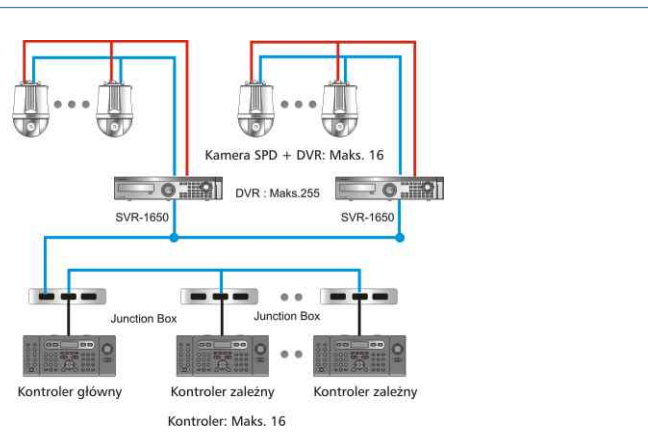 Kamera SPD + DVR: Maks. 16
DVR : Maks.255
SVR-1650
SVR-1650
Junction Box
Junction Box
Kontroler główny
Kontroler zależny
Kontroler zależny
Kontroler: Maks. 16